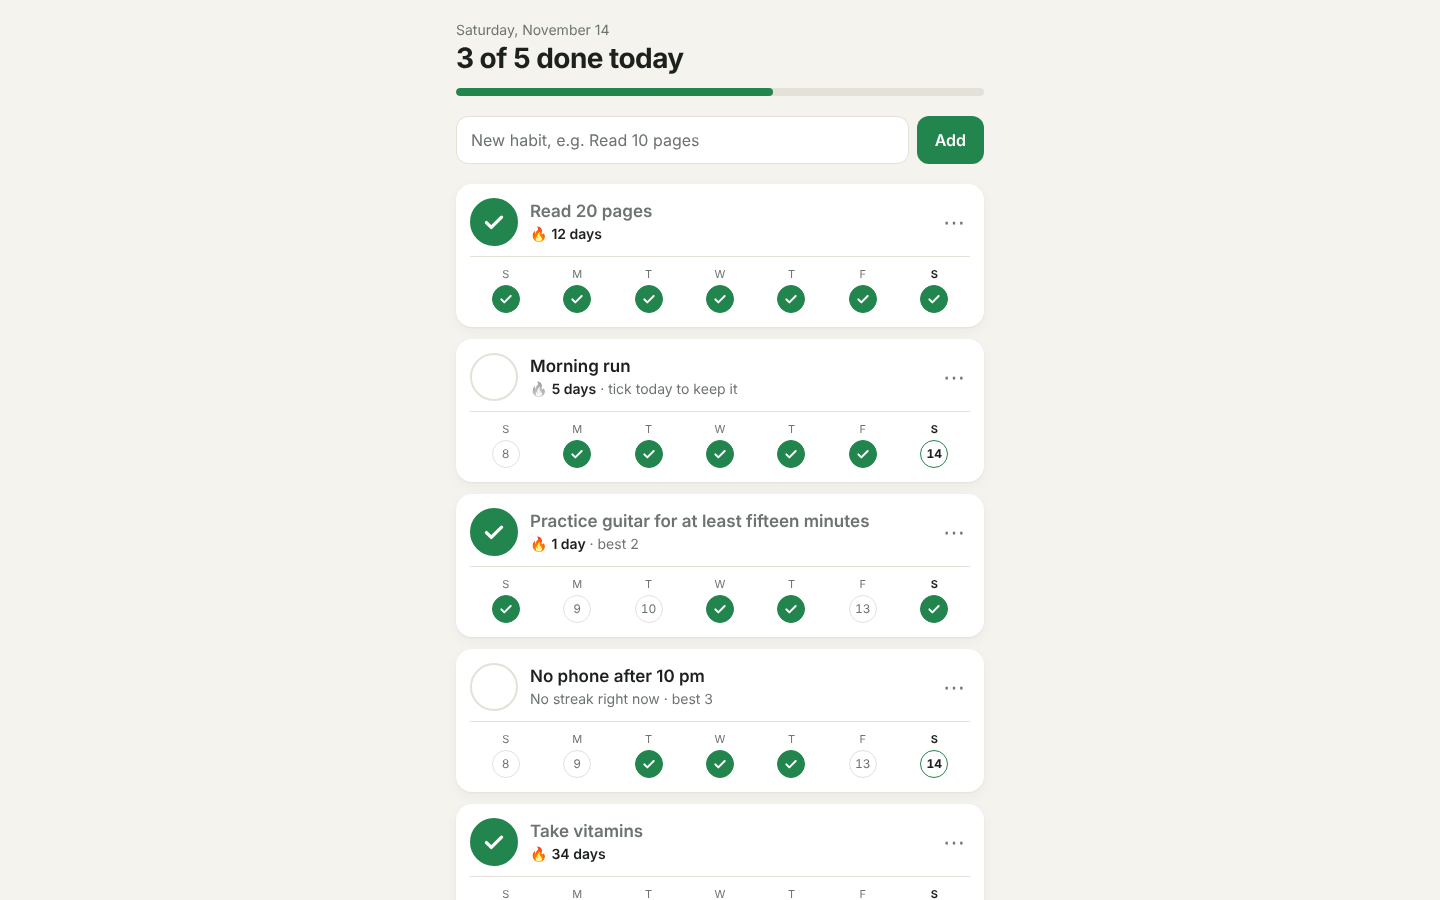 Saturday, November 14
3 of 5 done today
New habit, e.g. Read 10 pages
Add
Read 20 pages
🔥 12 days
S M T W T F S
Morning run
🔥 5 days · tick today to keep it
S M T W T F S
8 14
Practice guitar for at least fifteen minutes
🔥 1 day · best 2
S M T W T F S
9 10 13
No phone after 10 pm
No streak right now · best 3
S M T W T F S
8 9 13 14
Take vitamins
🔥 34 days
S M T W T F S